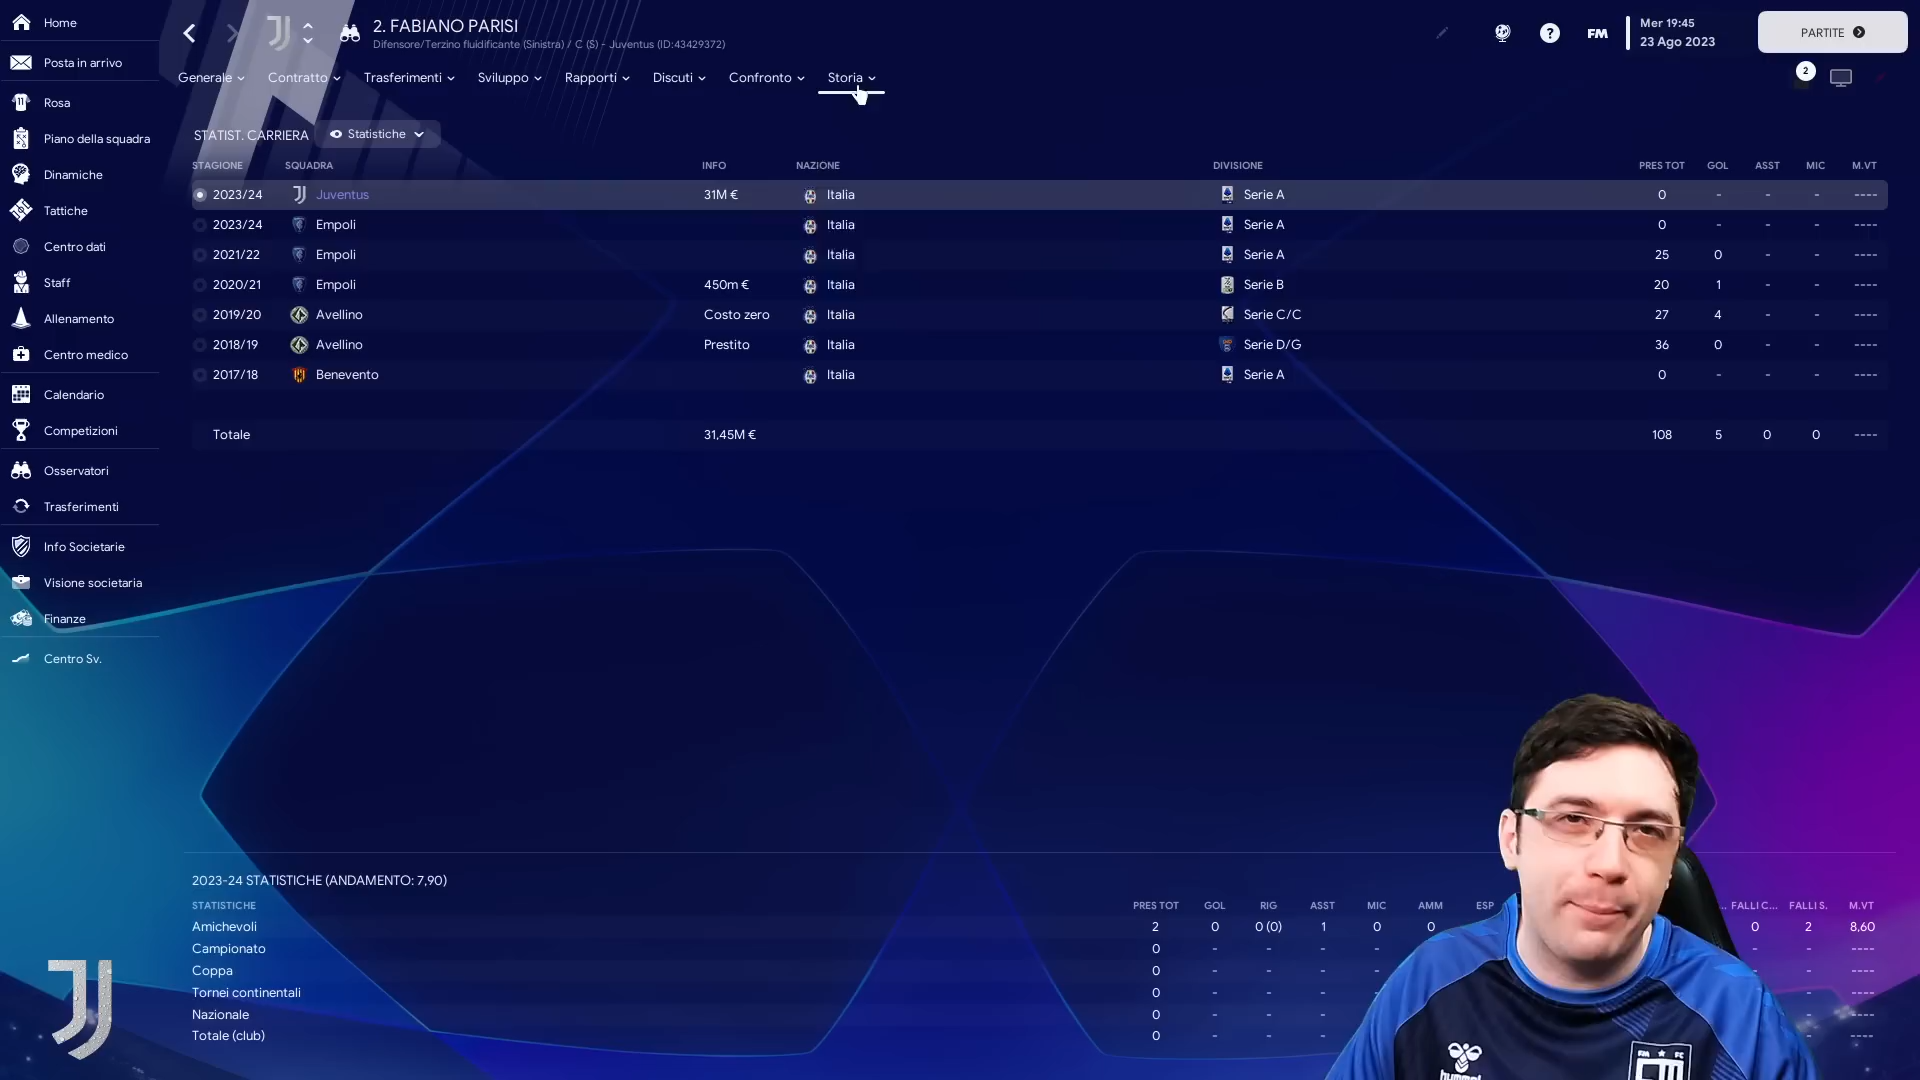 Home
Posta in arrivo
Rosa
Piano della squadra
Dinamiche
Tattiche
Centro dati
Staff
Allenamento
Centro medico
Calendario
Competizioni
Osservatori
Trasferimenti
Info Societarie
Visione societaria
Finanze
Centro Sv.
2. FABIANO PARISI
Difensore/Terzino fluidificante (Sinistra) / C (S) - Juventus (ID:43429372)
FM
Mer 19:45
23 Ago 2023
PARTITE
2
Generale Contratto Trasferimenti Sviluppo Rapporti Discuti Confronto Storia
STATIST. CARRIERA Statistiche
STAGIONE SQUADRA INFO NAZIONE DIVISIONE PRES TOT GOL ASST MIC M.VT
2023/24 Juventus 31M € Italia Serie A 0 - - - ----
2023/24 Empoli Italia Serie A 0 - - - ----
2021/22 Empoli Italia Serie A 25 0 - - ----
2020/21 Empoli 450m € Italia Serie B 20 1 - - ----
2019/20 Avellino Costo zero Italia Serie C/C 27 4 - - ----
2018/19 Avellino Prestito Italia Serie D/G 36 0 - - ----
2017/18 Benevento Italia Serie A 0 - - - ----
Totale 31,45M € 108 5 0 0 ----
2023-24 STATISTICHE (ANDAMENTO: 7,90)
STATISTICHE PRES TOT GOL RIG ASST MIC AMM ESP ... FALLI C... FALLI S. M.VT
Amichevoli 2 0 0 (0) 1 0 0 0 2 8,60
Campionato 0 - - - - - ----
Coppa 0 - - - - - ----
Tornei continentali 0 - - - - - ----
Nazionale 0 - - - - ----
Totale (club) 0 - - - - ----
hummel